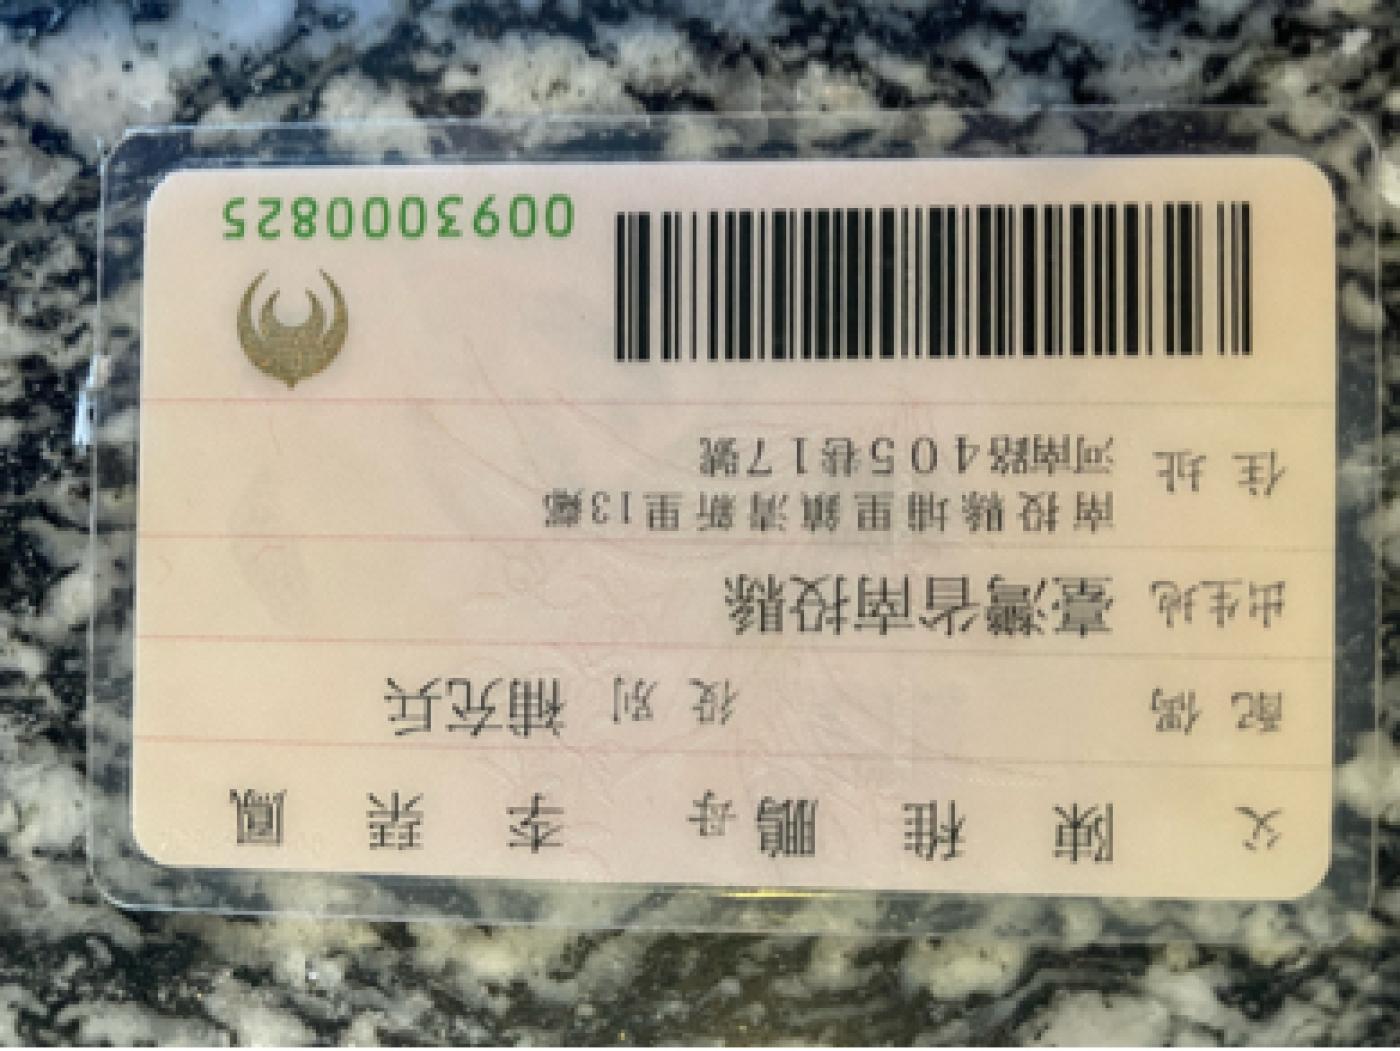 父 陳 稚 鵬 母 李 琹 鳳
配偶 役別 補充兵
出生地 臺灣省南投縣
住址 南投縣埔里鎮清新里13鄰
河南路405巷17號
0093000825